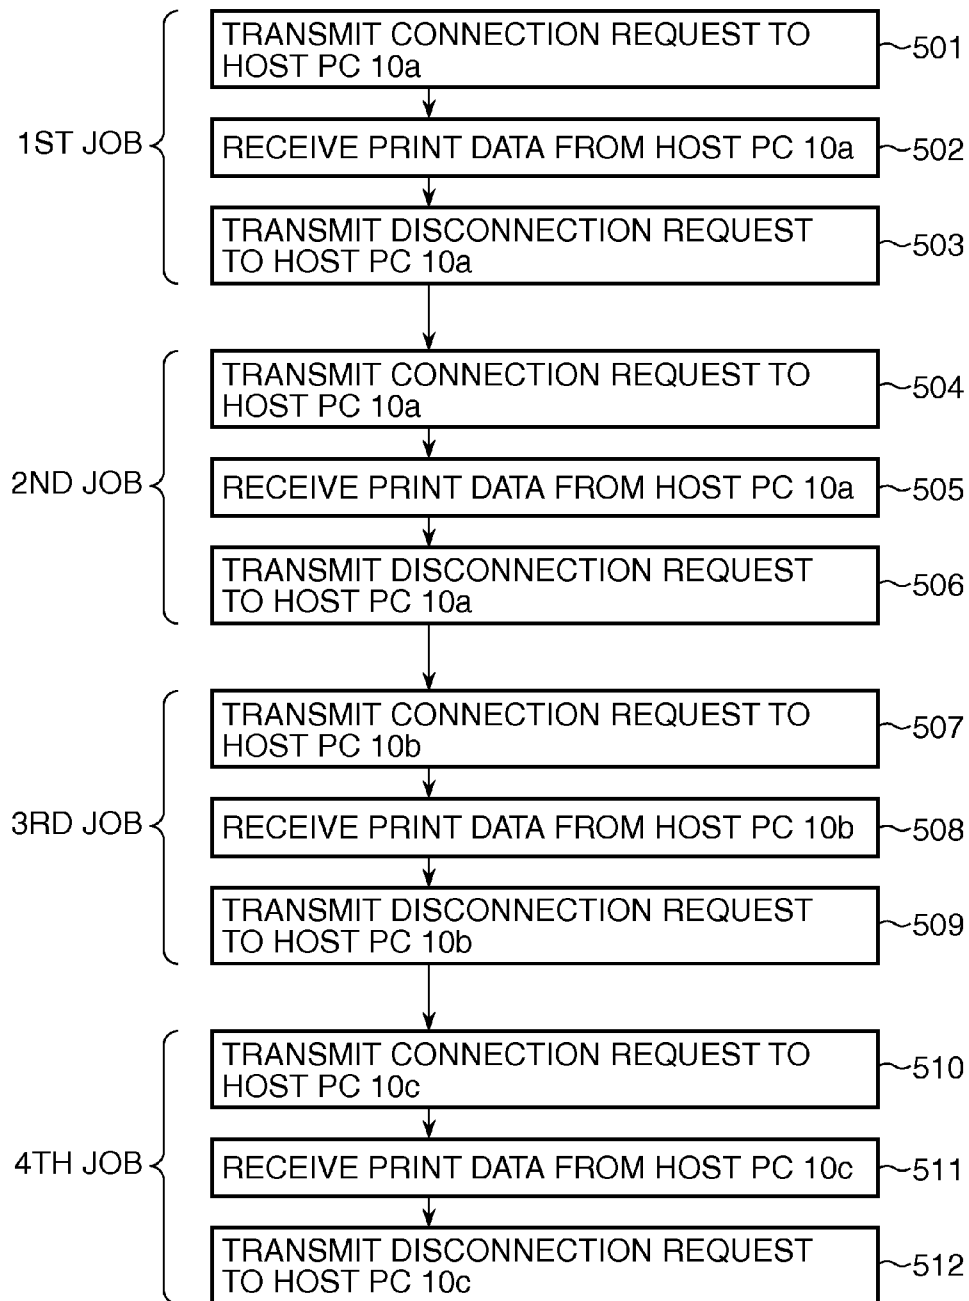 TRANSMIT CONNECTION REQUEST TO
HOST PC 10a
501
1ST JOB
RECEIVE PRINT DATA FROM HOST PC 10a
502
TRANSMIT DISCONNECTION REQUEST
TO HOST PC 10a
503
TRANSMIT CONNECTION REQUEST TO
HOST PC 10a
504
2ND JOB
RECEIVE PRINT DATA FROM HOST PC 10a
505
TRANSMIT DISCONNECTION REQUEST
TO HOST PC 10a
506
TRANSMIT CONNECTION REQUEST TO
HOST PC 10b
507
3RD JOB
RECEIVE PRINT DATA FROM HOST PC 10b
508
TRANSMIT DISCONNECTION REQUEST
TO HOST PC 10b
509
TRANSMIT CONNECTION REQUEST TO
HOST PC 10c
510
4TH JOB
RECEIVE PRINT DATA FROM HOST PC 10c
511
TRANSMIT DISCONNECTION REQUEST
TO HOST PC 10c
512